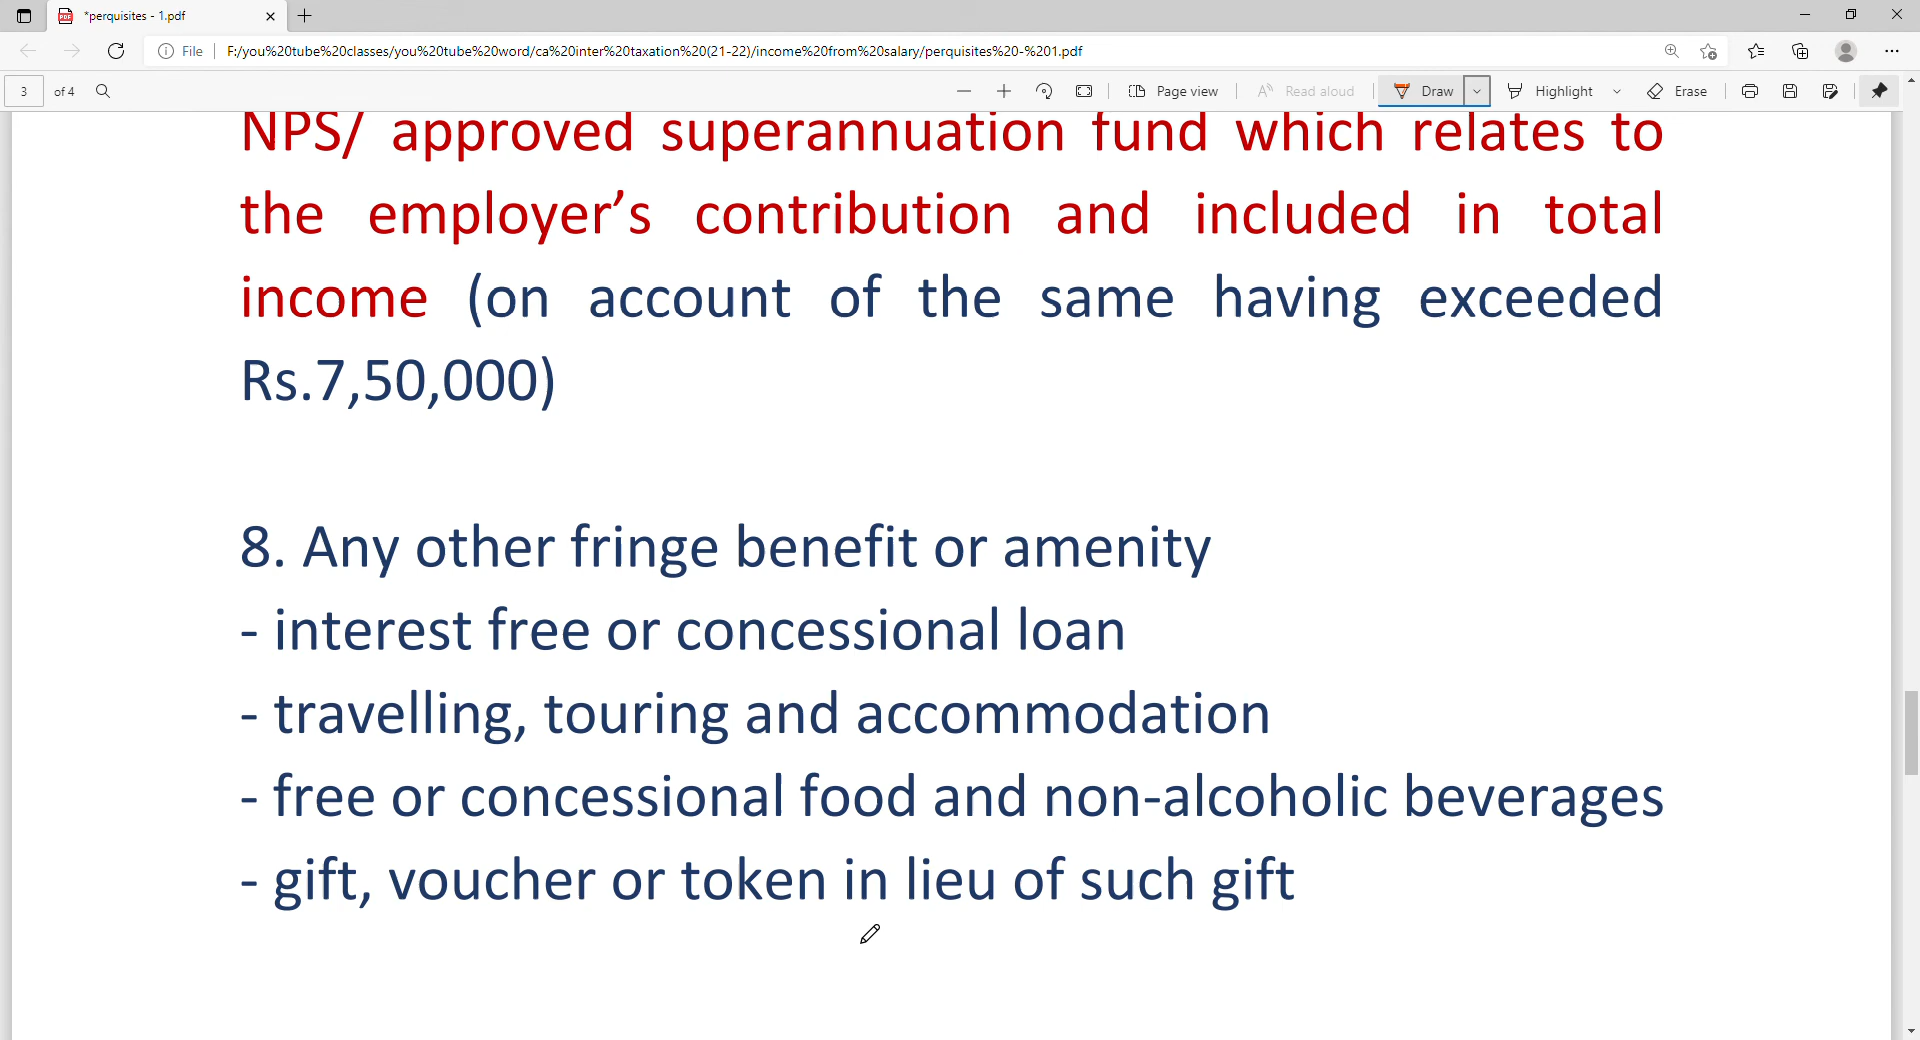 *perquisites - 1.pdf
File F:/you%20tube%20classes/you%20tube%20word/ca%20inter%20taxation%20(21-22)/income%20from%20salary/perquisites%20-%201.pdf
3 of 4 Page view Read aloud Draw Highlight Erase
NPS/ approved superannuation fund which relates to
the employer’s contribution and included in total
income (on account of the same having exceeded
Rs.7,50,000)
8. Any other fringe benefit or amenity
- interest free or concessional loan
- travelling, touring and accommodation
- free or concessional food and non-alcoholic beverages
- gift, voucher or token in lieu of such gift